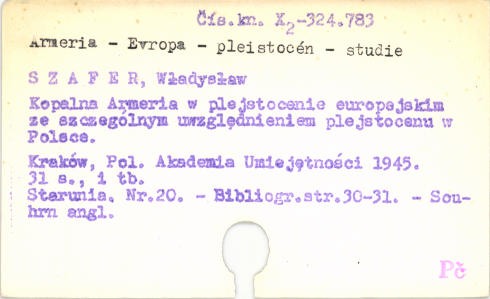 Čís.kn. X2-324.783
Armeria - Evropa - pleistocén - studie
S Z A F E R, Władysław
Kopalna Armeria w plejstocenie europejskim
ze szczególnym uwzględnieniem plejstocenu w
Polsce.
Kraków, Pol. Akademia Umiejętności 1945.
31 s., 1 tb.
Starunia. Nr.20. - Bibliogr.str.30-31. - Sou-
hrn angl.
Pč